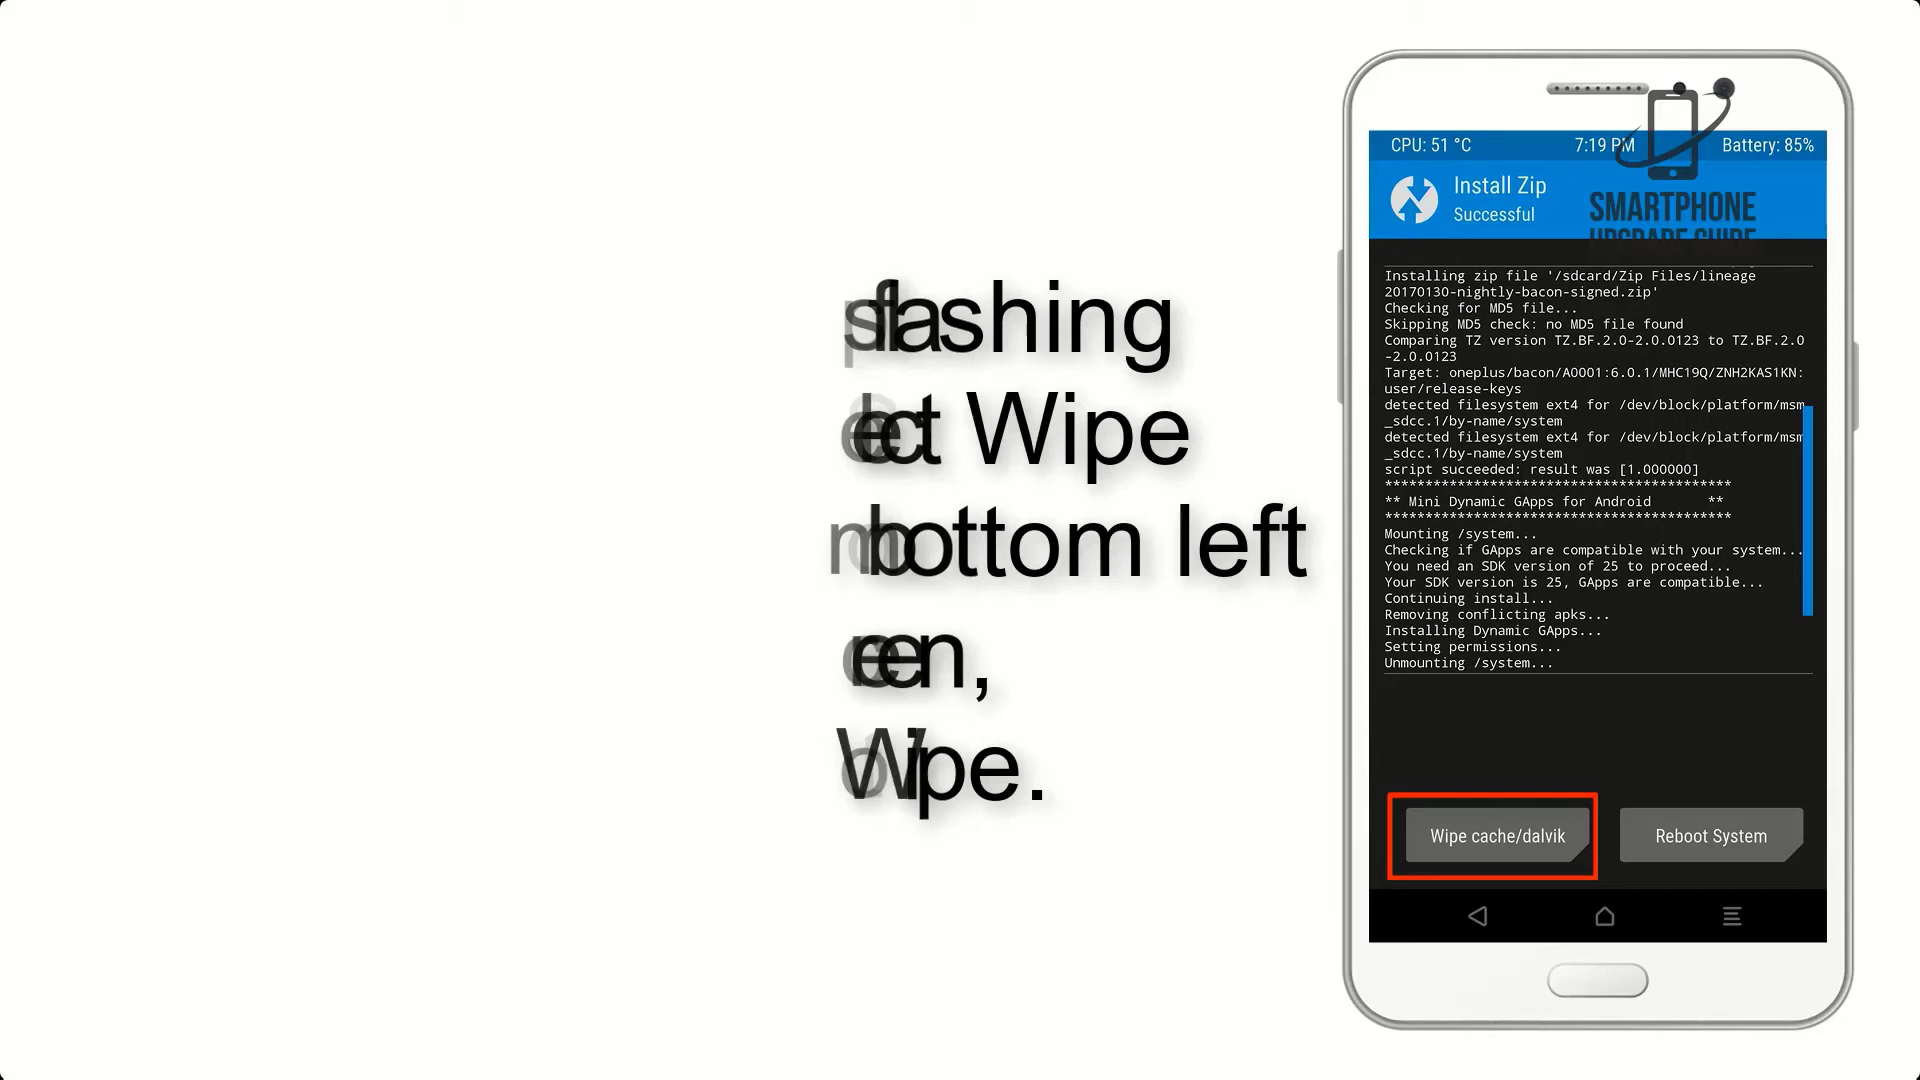 flashing
Wipe
bottom left
Wipe.
CPU: 51 °C
7:19 PM
Battery: 85%
Install Zip
Successful
SMARTPHONE
UPGRADE GUIDE
Installing zip file '/sdcard/Zip Files/lineage
20170130-nightly-bacon-signed.zip'
Checking for MD5 file...
Skipping MD5 check: no MD5 file found
Comparing TZ version TZ.BF.2.0-2.0.0123 to TZ.BF.2.0
-2.0.0123
Target: oneplus/bacon/A0001:6.0.1/MHC19Q/ZNH2KAS1KN:
user/release-keys
detected filesystem ext4 for /dev/block/platform/msm
_sdcc.1/by-name/system
detected filesystem ext4 for /dev/block/platform/msm
_sdcc.1/by-name/system
script succeeded: result was [1.000000]
*******************************************
** Mini Dynamic GApps for Android **
*******************************************
Mounting /system...
Checking if GApps are compatible with your system...
You need an SDK version of 25 to proceed...
Your SDK version is 25, GApps are compatible...
Continuing install...
Removing conflicting apks...
Installing Dynamic GApps...
Setting permissions...
Unmounting /system...
Wipe cache/dalvik
Reboot System